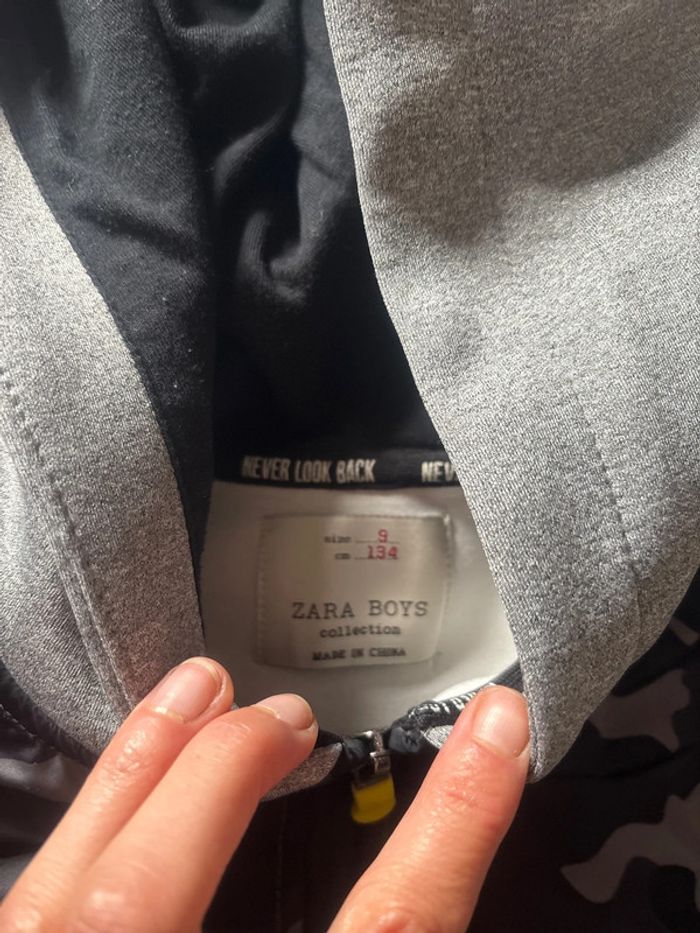 NEVER LOOK BACK NEV
size 9
cm 134
ZARA BOYS
collection
MADE IN CHINA